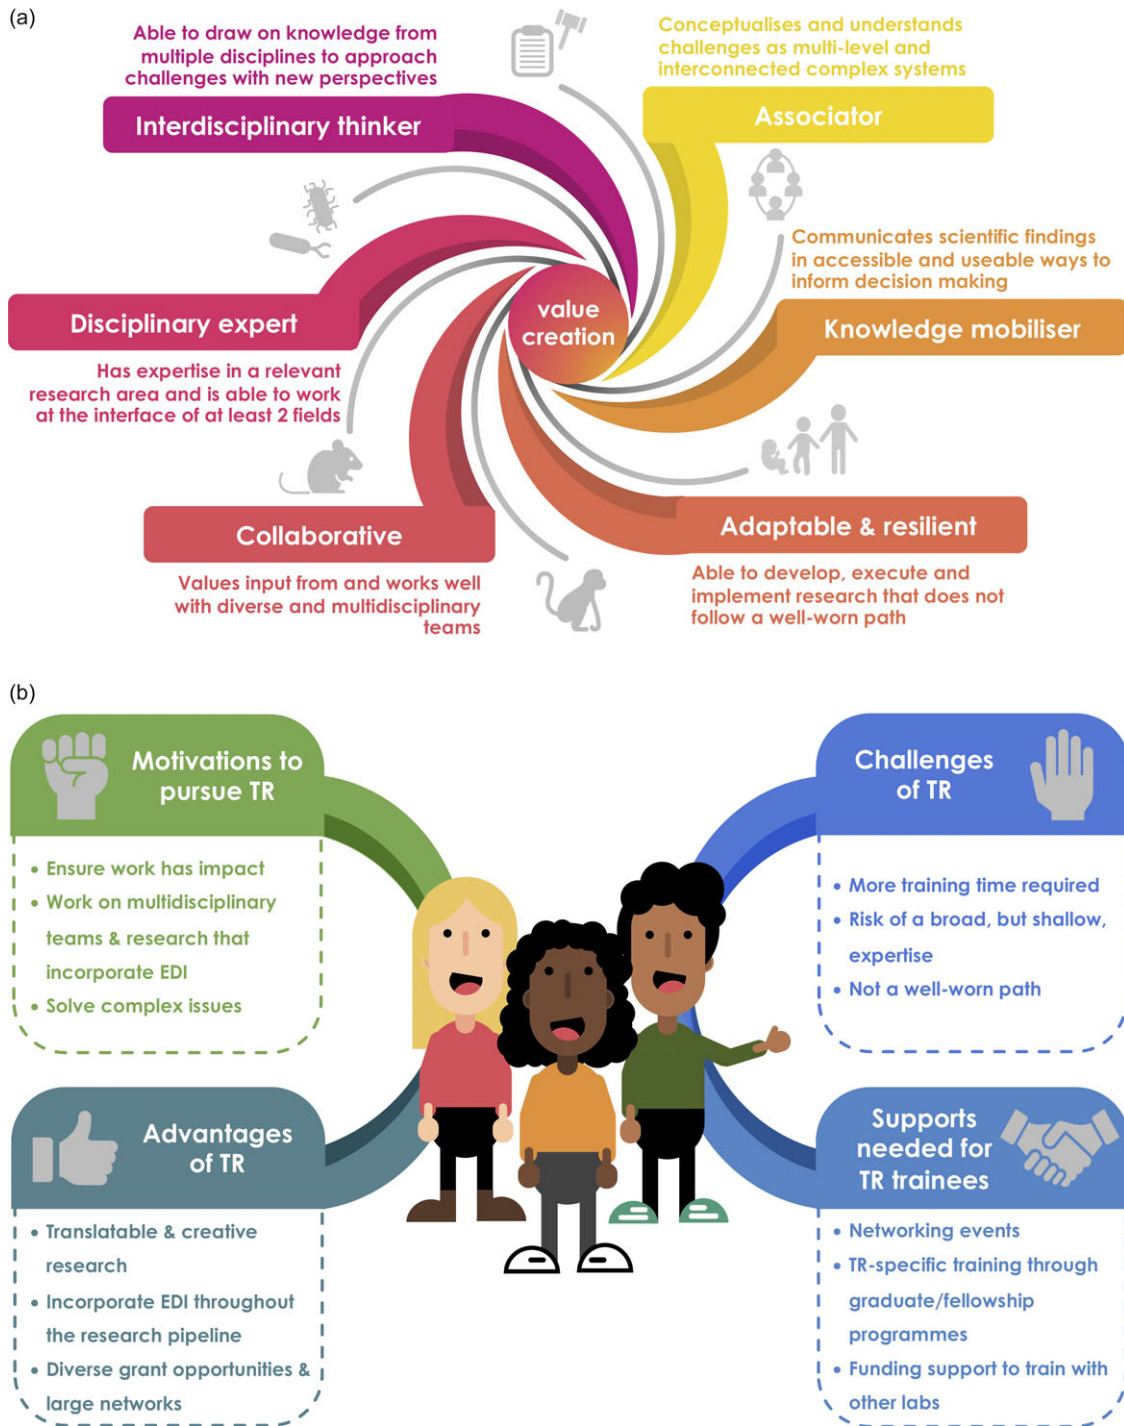 (a)
Able to draw on knowledge from
multiple disciplines to approach
challenges with new perspectives
Interdisciplinary thinker
Conceptualises and understands
challenges as multi-level and
interconnected complex systems
Associator
Communicates scientific findings
in accessible and useable ways to
inform decision making
Knowledge mobiliser
value
creation
Disciplinary expert
Has expertise in a relevant
research area and is able to work
at the interface of at least 2 fields
Collaborative
Values input from and works well
with diverse and multidisciplinary
teams
Adaptable & resilient
Able to develop, execute and
implement research that does not
follow a well-worn path
(b)
Motivations to
pursue TR
• Ensure work has impact
• Work on multidisciplinary
teams & research that
incorporate EDI
• Solve complex issues
Challenges
of TR
• More training time required
• Risk of a broad, but shallow,
expertise
• Not a well-worn path
Advantages
of TR
• Translatable & creative
research
• Incorporate EDI throughout
the research pipeline
• Diverse grant opportunities &
large networks
Supports
needed for
TR trainees
• Networking events
• TR-specific training through
graduate/fellowship
programmes
• Funding support to train with
other labs